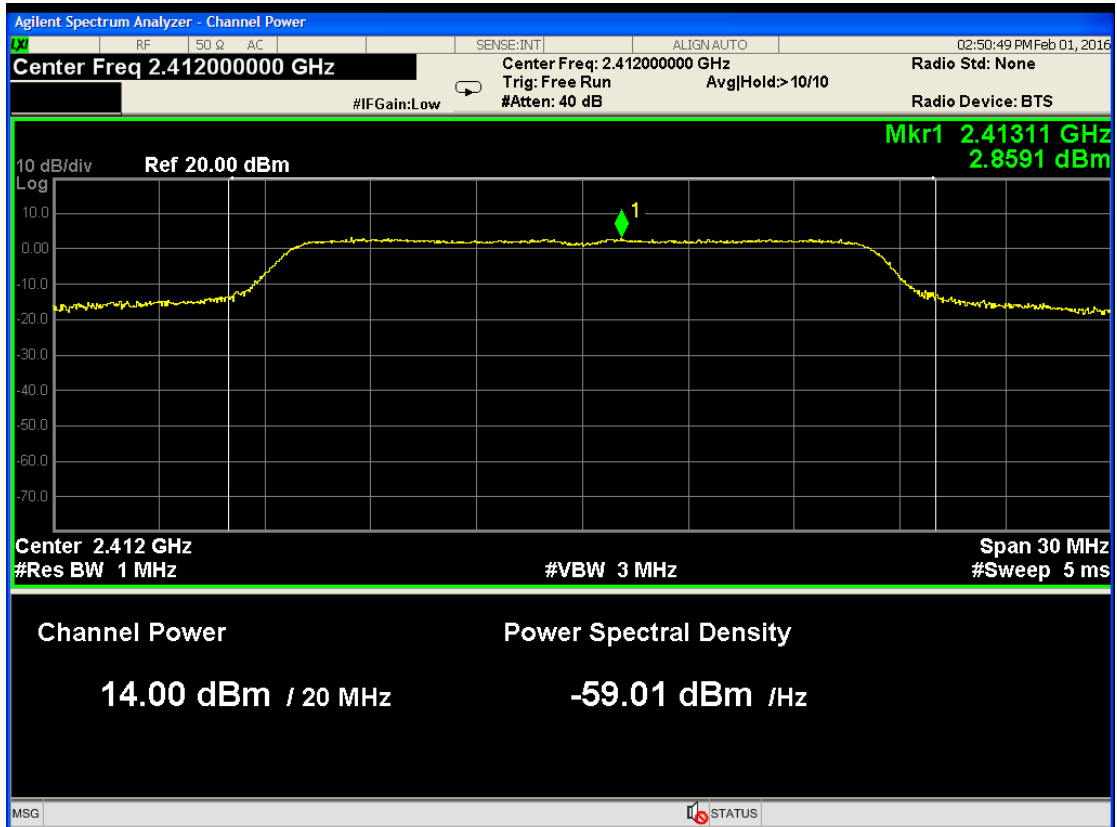 Agilent Spectrum Analyzer - Channel Power
LXI RF 50 Ω AC SENSE:INT ALIGN AUTO 02:50:49 PM Feb 01, 2016
Center Freq 2.412000000 GHz
Center Freq: 2.412000000 GHz Radio Std: None
Trig: Free Run Avg|Hold:>10/10
#IFGain:Low #Atten: 40 dB Radio Device: BTS
Mkr1 2.41311 GHz
2.8591 dBm
10 dB/div Ref 20.00 dBm
Log
1
10.0
0.00
-10.0
-20.0
-30.0
-40.0
-50.0
-60.0
-70.0
Center 2.412 GHz Span 30 MHz
#Res BW 1 MHz #VBW 3 MHz #Sweep 5 ms
Channel Power Power Spectral Density
14.00 dBm / 20 MHz -59.01 dBm /Hz
MSG STATUS